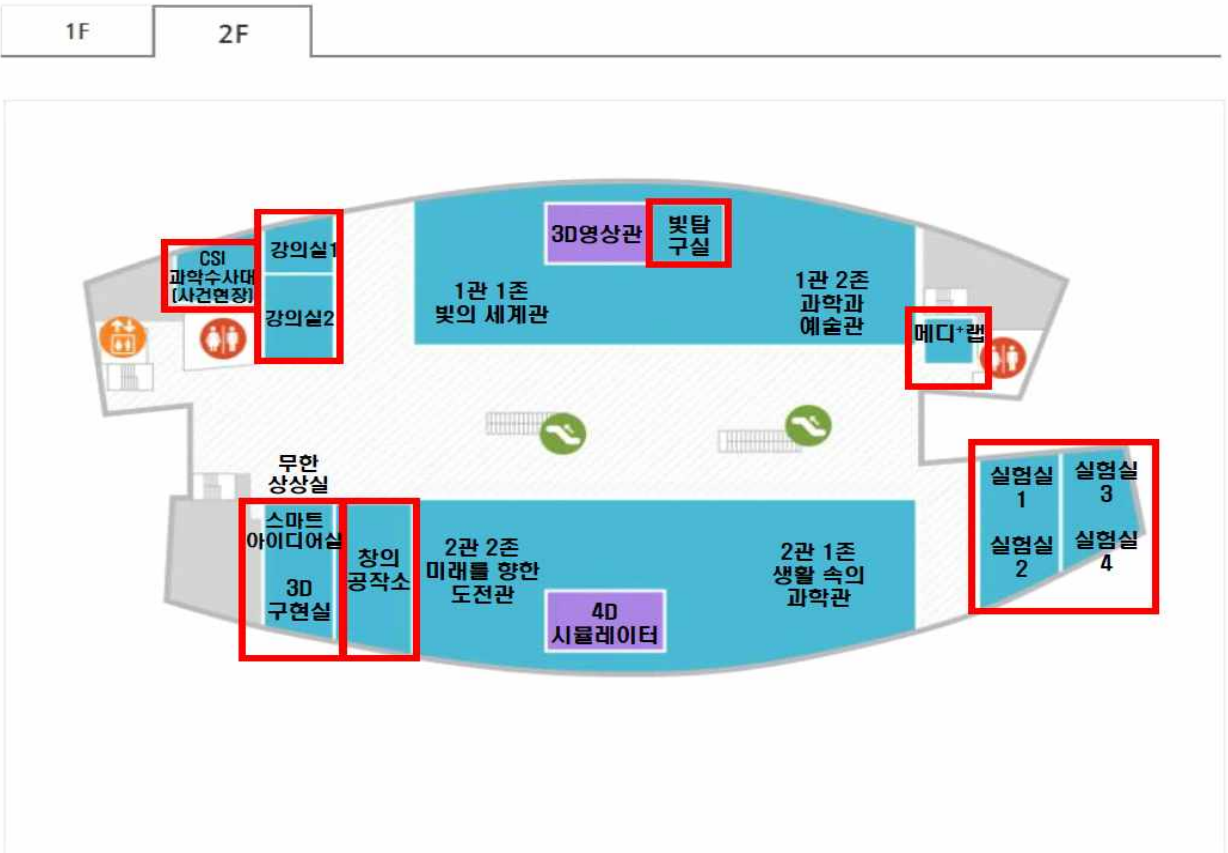 1F
2F
3D영상관
빛탐
구실
강의실1
CSI
과학수사대
(사건현장)
강의실2
1관 1존
빛의 세계관
1관 2존
과학과
예술관
메디+랩
무한
상상실
스마트
아이디어실
3D
구현실
창의
공작소
2관 2존
미래를 향한
도전관
4D
시뮬레이터
2관 1존
생활 속의
과학관
실험실
1
실험실
3
실험실
2
실험실
4